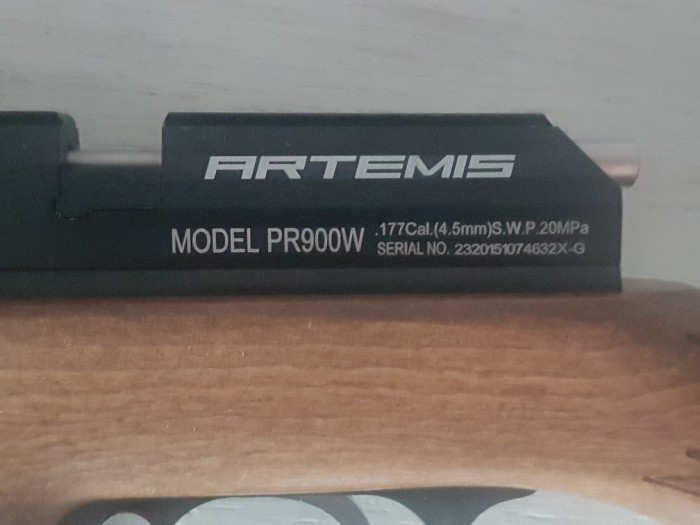 ARTEMIS
MODEL PR900W
.177Cal.(4.5mm)S.W.P.20MPa
SERIAL NO. 2320151074632X-G